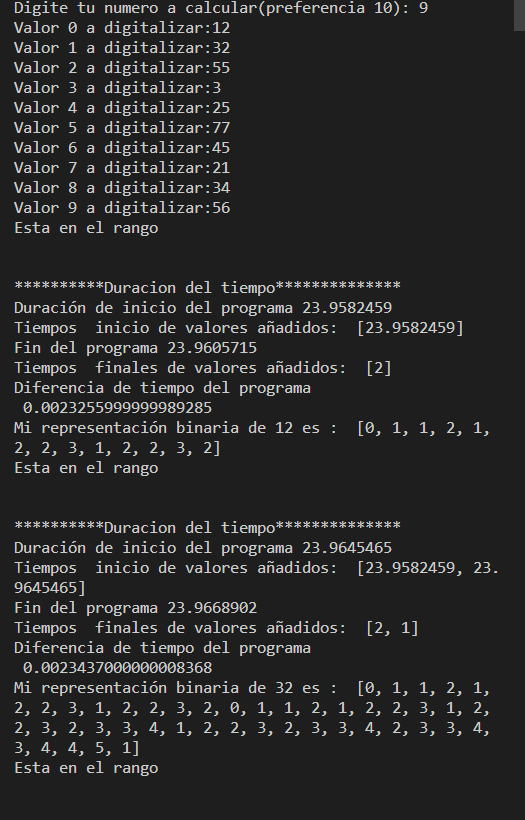 Digite tu numero a calcular(preferencia 10): 9
Valor 0 a digitalizar:12
Valor 1 a digitalizar:32
Valor 2 a digitalizar:55
Valor 3 a digitalizar:3
Valor 4 a digitalizar:25
Valor 5 a digitalizar:77
Valor 6 a digitalizar:45
Valor 7 a digitalizar:21
Valor 8 a digitalizar:34
Valor 9 a digitalizar:56
Esta en el rango
**********Duracion del tiempo**************
Duración de inicio del programa 23.9582459
Tiempos  inicio de valores añadidos:  [23.9582459]
Fin del programa 23.9605715
Tiempos  finales de valores añadidos:  [2]
Diferencia de tiempo del programa
 0.0023255999999989285
Mi representación binaria de 12 es :  [0, 1, 1, 2, 1,
2, 2, 3, 1, 2, 2, 3, 2]
Esta en el rango
**********Duracion del tiempo**************
Duración de inicio del programa 23.9645465
Tiempos  inicio de valores añadidos:  [23.9582459, 23.
9645465]
Fin del programa 23.9668902
Tiempos  finales de valores añadidos:  [2, 1]
Diferencia de tiempo del programa
 0.0023437000000008368
Mi representación binaria de 32 es :  [0, 1, 1, 2, 1,
2, 2, 3, 1, 2, 2, 3, 2, 0, 1, 1, 2, 1, 2, 2, 3, 1, 2,
2, 3, 2, 3, 3, 4, 1, 2, 2, 3, 2, 3, 3, 4, 2, 3, 3, 4,
3, 4, 4, 5, 1]
Esta en el rango